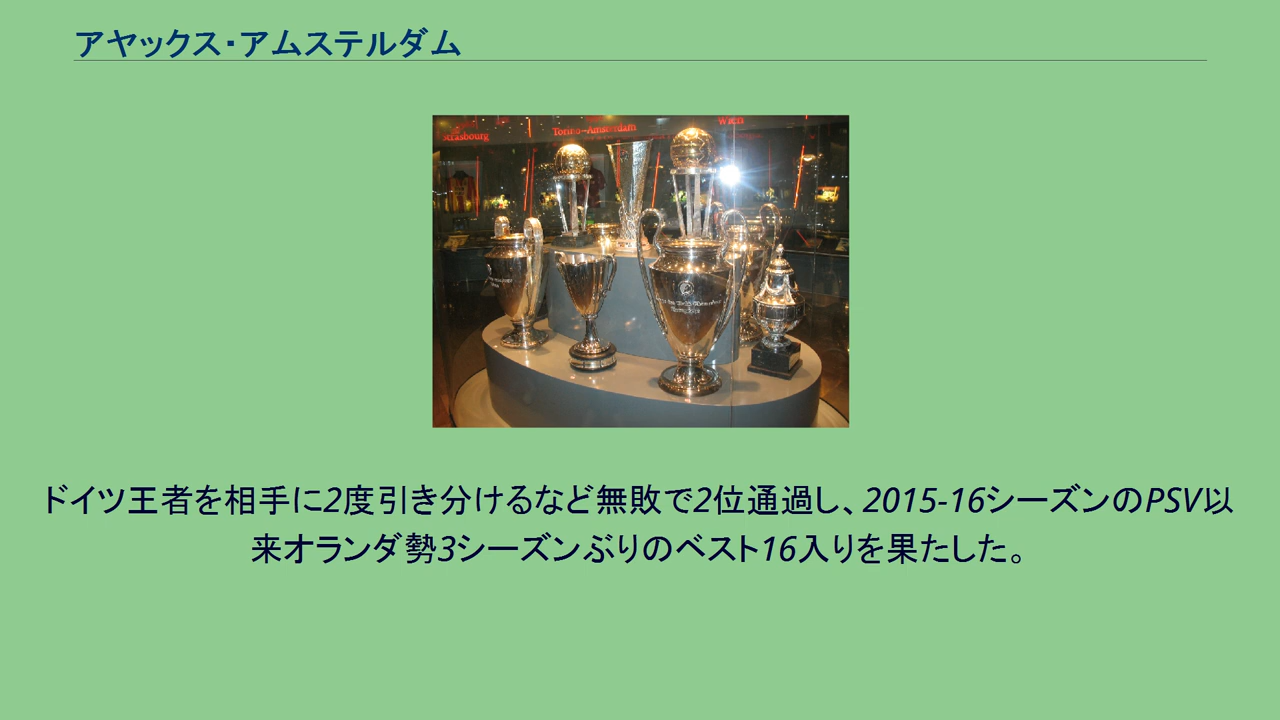 アヤックス・アムステルダム
Strasbourg
Torino-Amsterdam
Wien
ドイツ王者を相手に2度引き分けるなど無敗で2位通過し、2015-16シーズンのPSV以
来オランダ勢3シーズンぶりのベスト16入りを果たした。